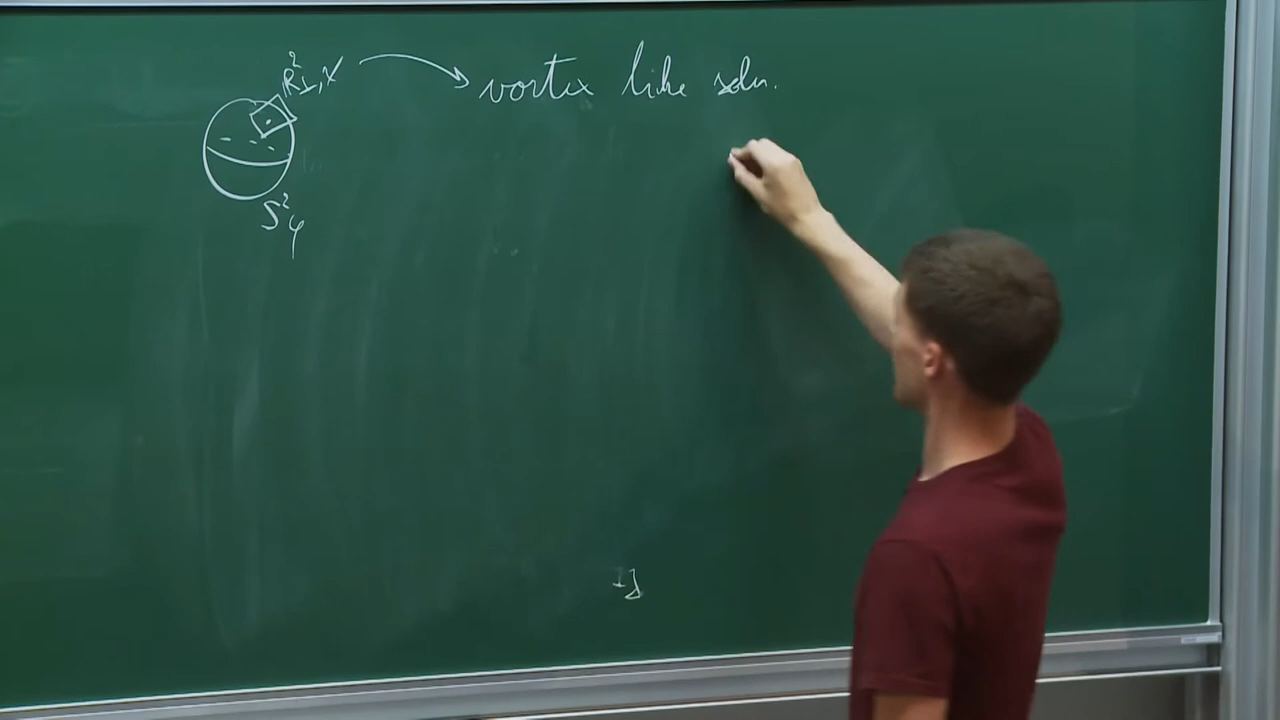 R²⊥,x → vortex like soln.
S²φ